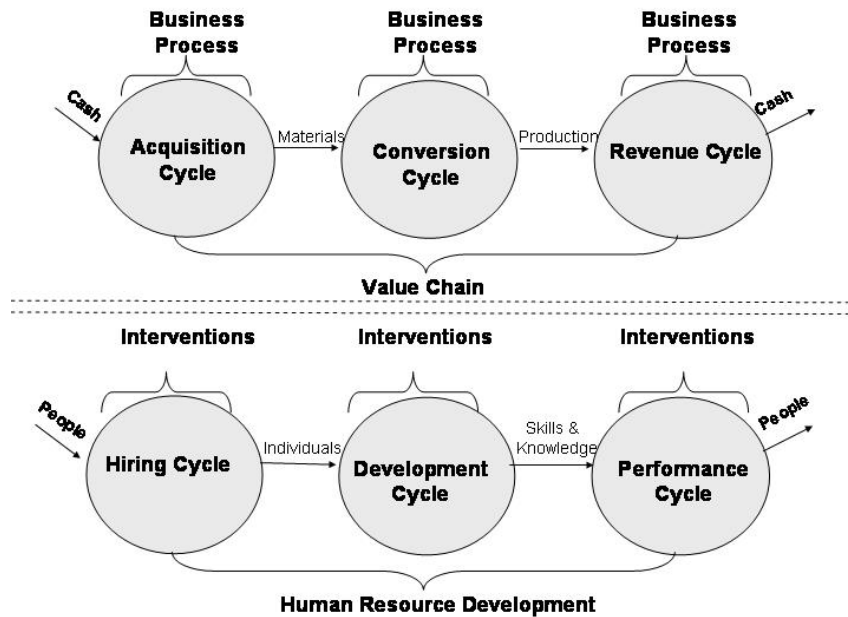 Business
Process
Business
Process
Business
Process
Cash
Acquisition
Cycle
Materials
Conversion
Cycle
Production
Revenue Cycle
Cash
Value Chain
Interventions
Interventions
Interventions
People
Hiring Cycle
Individuals
Development
Cycle
Skills &
Knowledge
Performance
Cycle
People
Human Resource Development